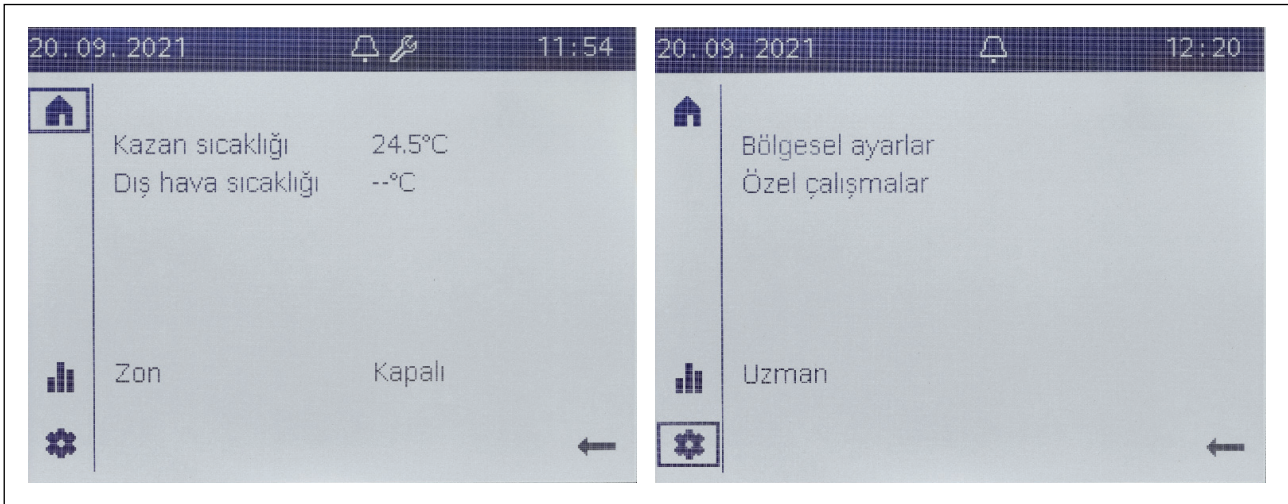 20.09.2021 11:54
Kazan sıcaklığı 24.5°C
Dış hava sıcaklığı --°C
Zon Kapalı
20.09.2021 12:20
Bölgesel ayarlar
Özel çalışmalar
Uzman